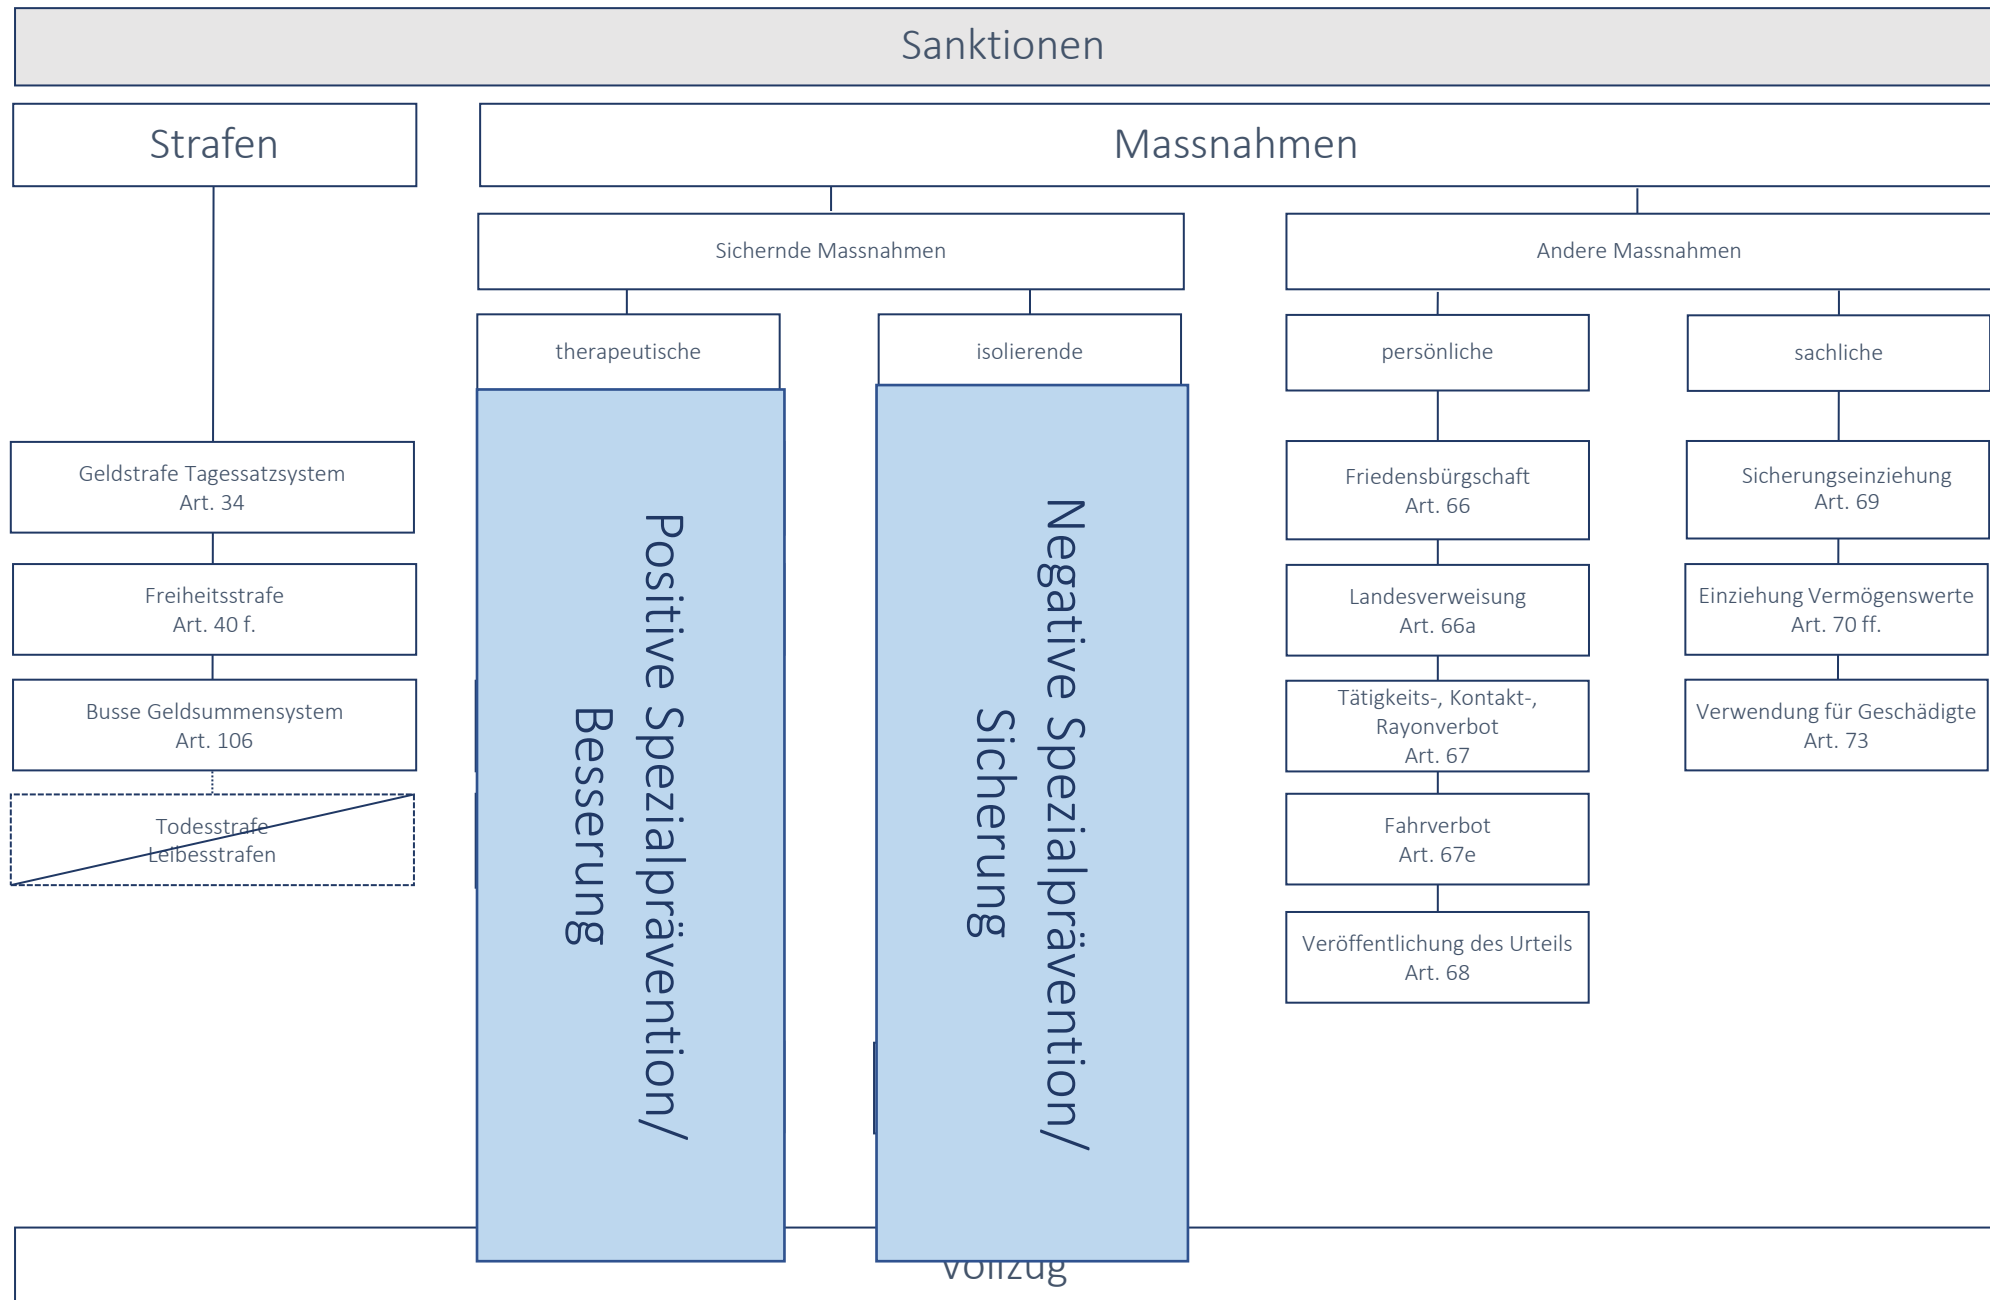 Sanktionen
Strafen
Massnahmen
Sichernde Massnahmen
Andere Massnahmen
therapeutische
isolierende
persönliche
sachliche
Geldstrafe Tagessatzsystem
Art. 34
Freiheitsstrafe
Art. 40 f.
Busse Geldsummensystem
Art. 106
Todesstrafe
Leibesstrafen
Positive Spezialprävention/
Besserung
Negative Spezialprävention/
Sicherung
Friedensbürgschaft
Art. 66
Landesverweisung
Art. 66a
Tätigkeits-, Kontakt-,
Rayonverbot
Art. 67
Fahrverbot
Art. 67e
Veröffentlichung des Urteils
Art. 68
Sicherungseinziehung
Art. 69
Einziehung Vermögenswerte
Art. 70 ff.
Verwendung für Geschädigte
Art. 73
Vollzug